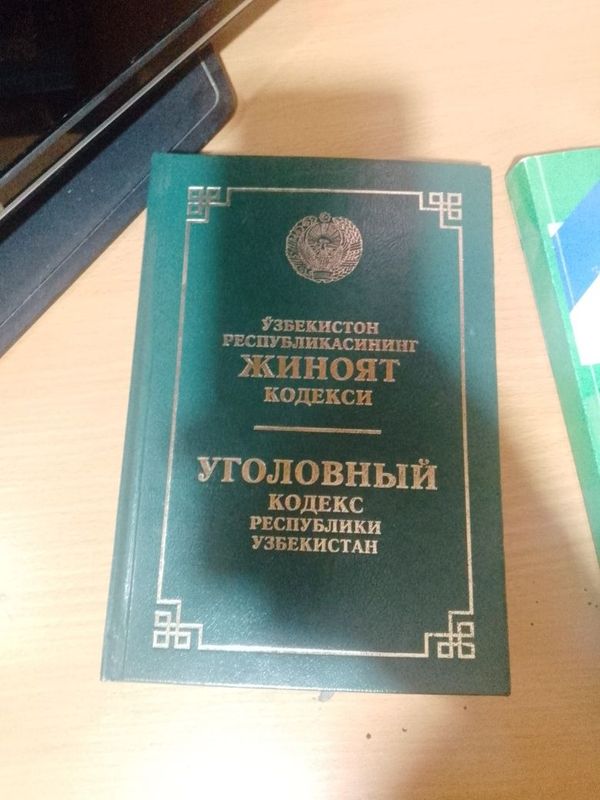 ЎЗБЕКИСТОН
РЕСПУБЛИКАСИНИНГ
ЖИНОЯТ
КОДЕКСИ
УГОЛОВНЫЙ
КОДЕКС
РЕСПУБЛИКИ
УЗБЕКИСТАН